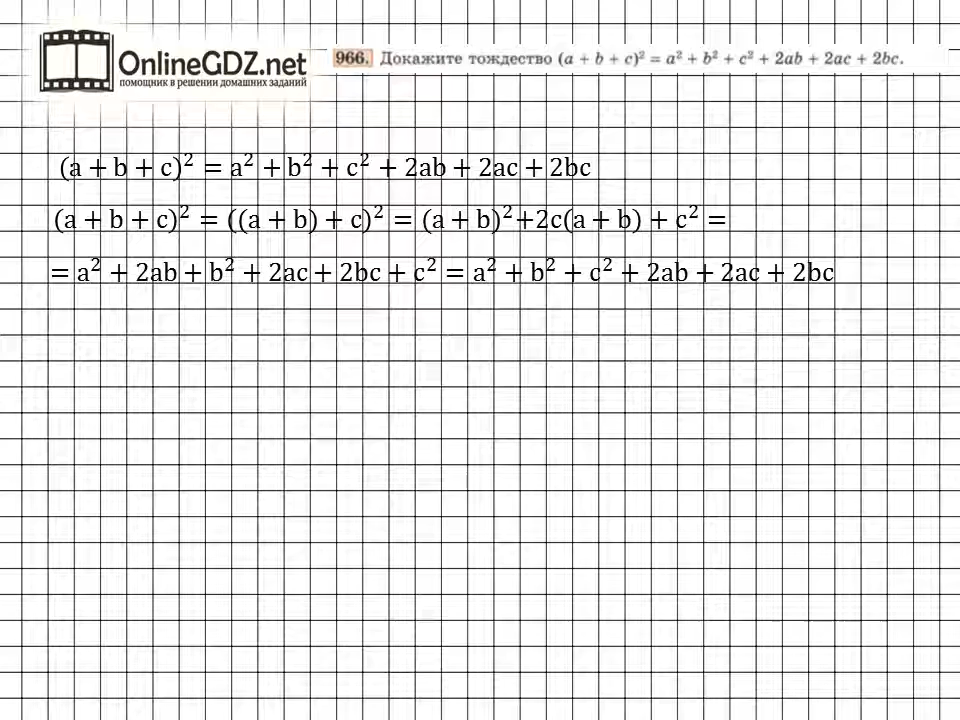 OnlineGDZ.net
помощник в решении домашних заданий
966. Докажите тождество (a + b + c)² = a² + b² + c² + 2ab + 2ac + 2bc.
(a + b + c)² = a² + b² + c² + 2ab + 2ac + 2bc
(a + b + c)² = ((a + b) + c)² = (a + b)²+2c(a + b) + c² =
= a² + 2ab + b² + 2ac + 2bc + c² = a² + b² + c² + 2ab + 2ac + 2bc